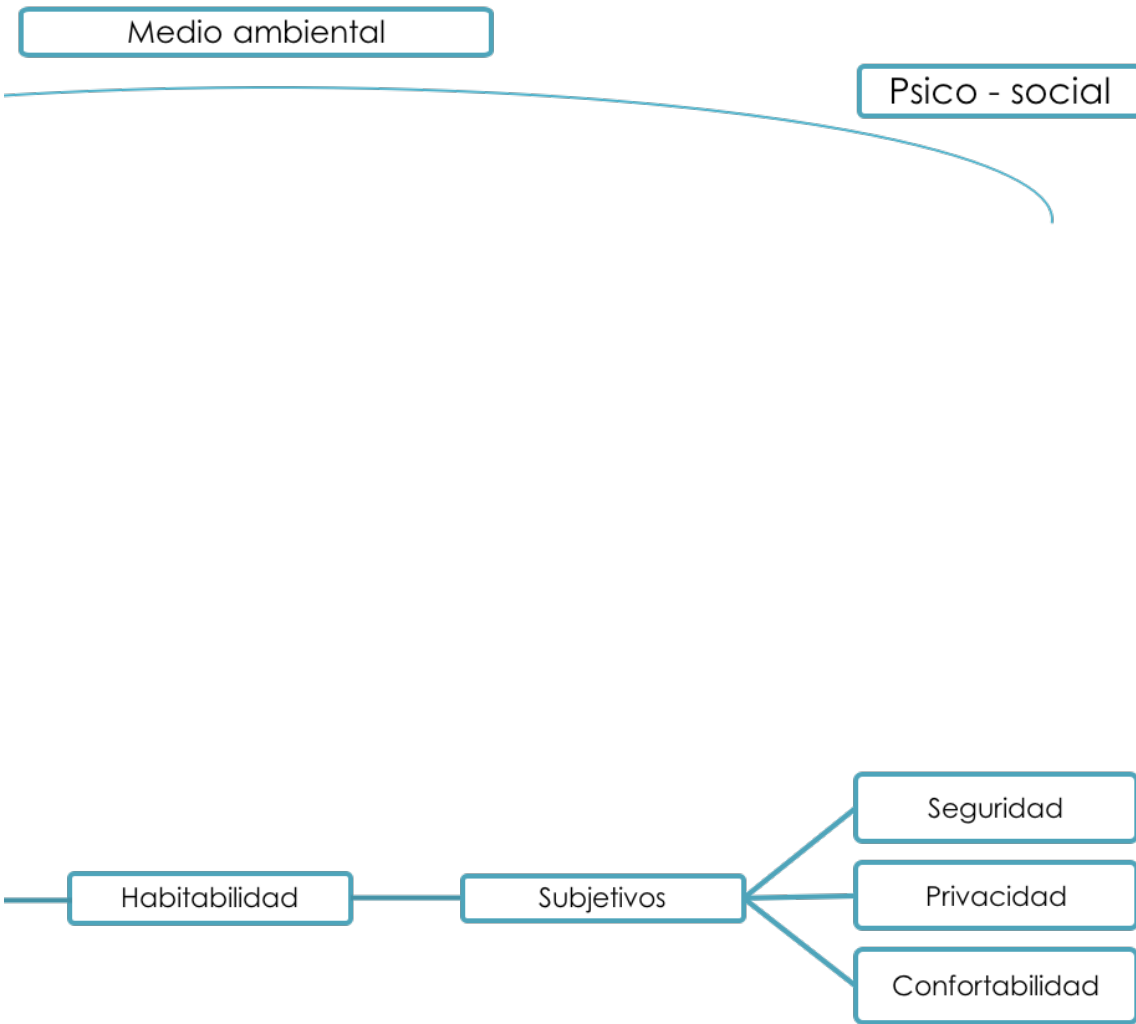 Medio ambiental
Psico - social
Seguridad
Habitabilidad
Subjetivos
Privacidad
Confortabilidad